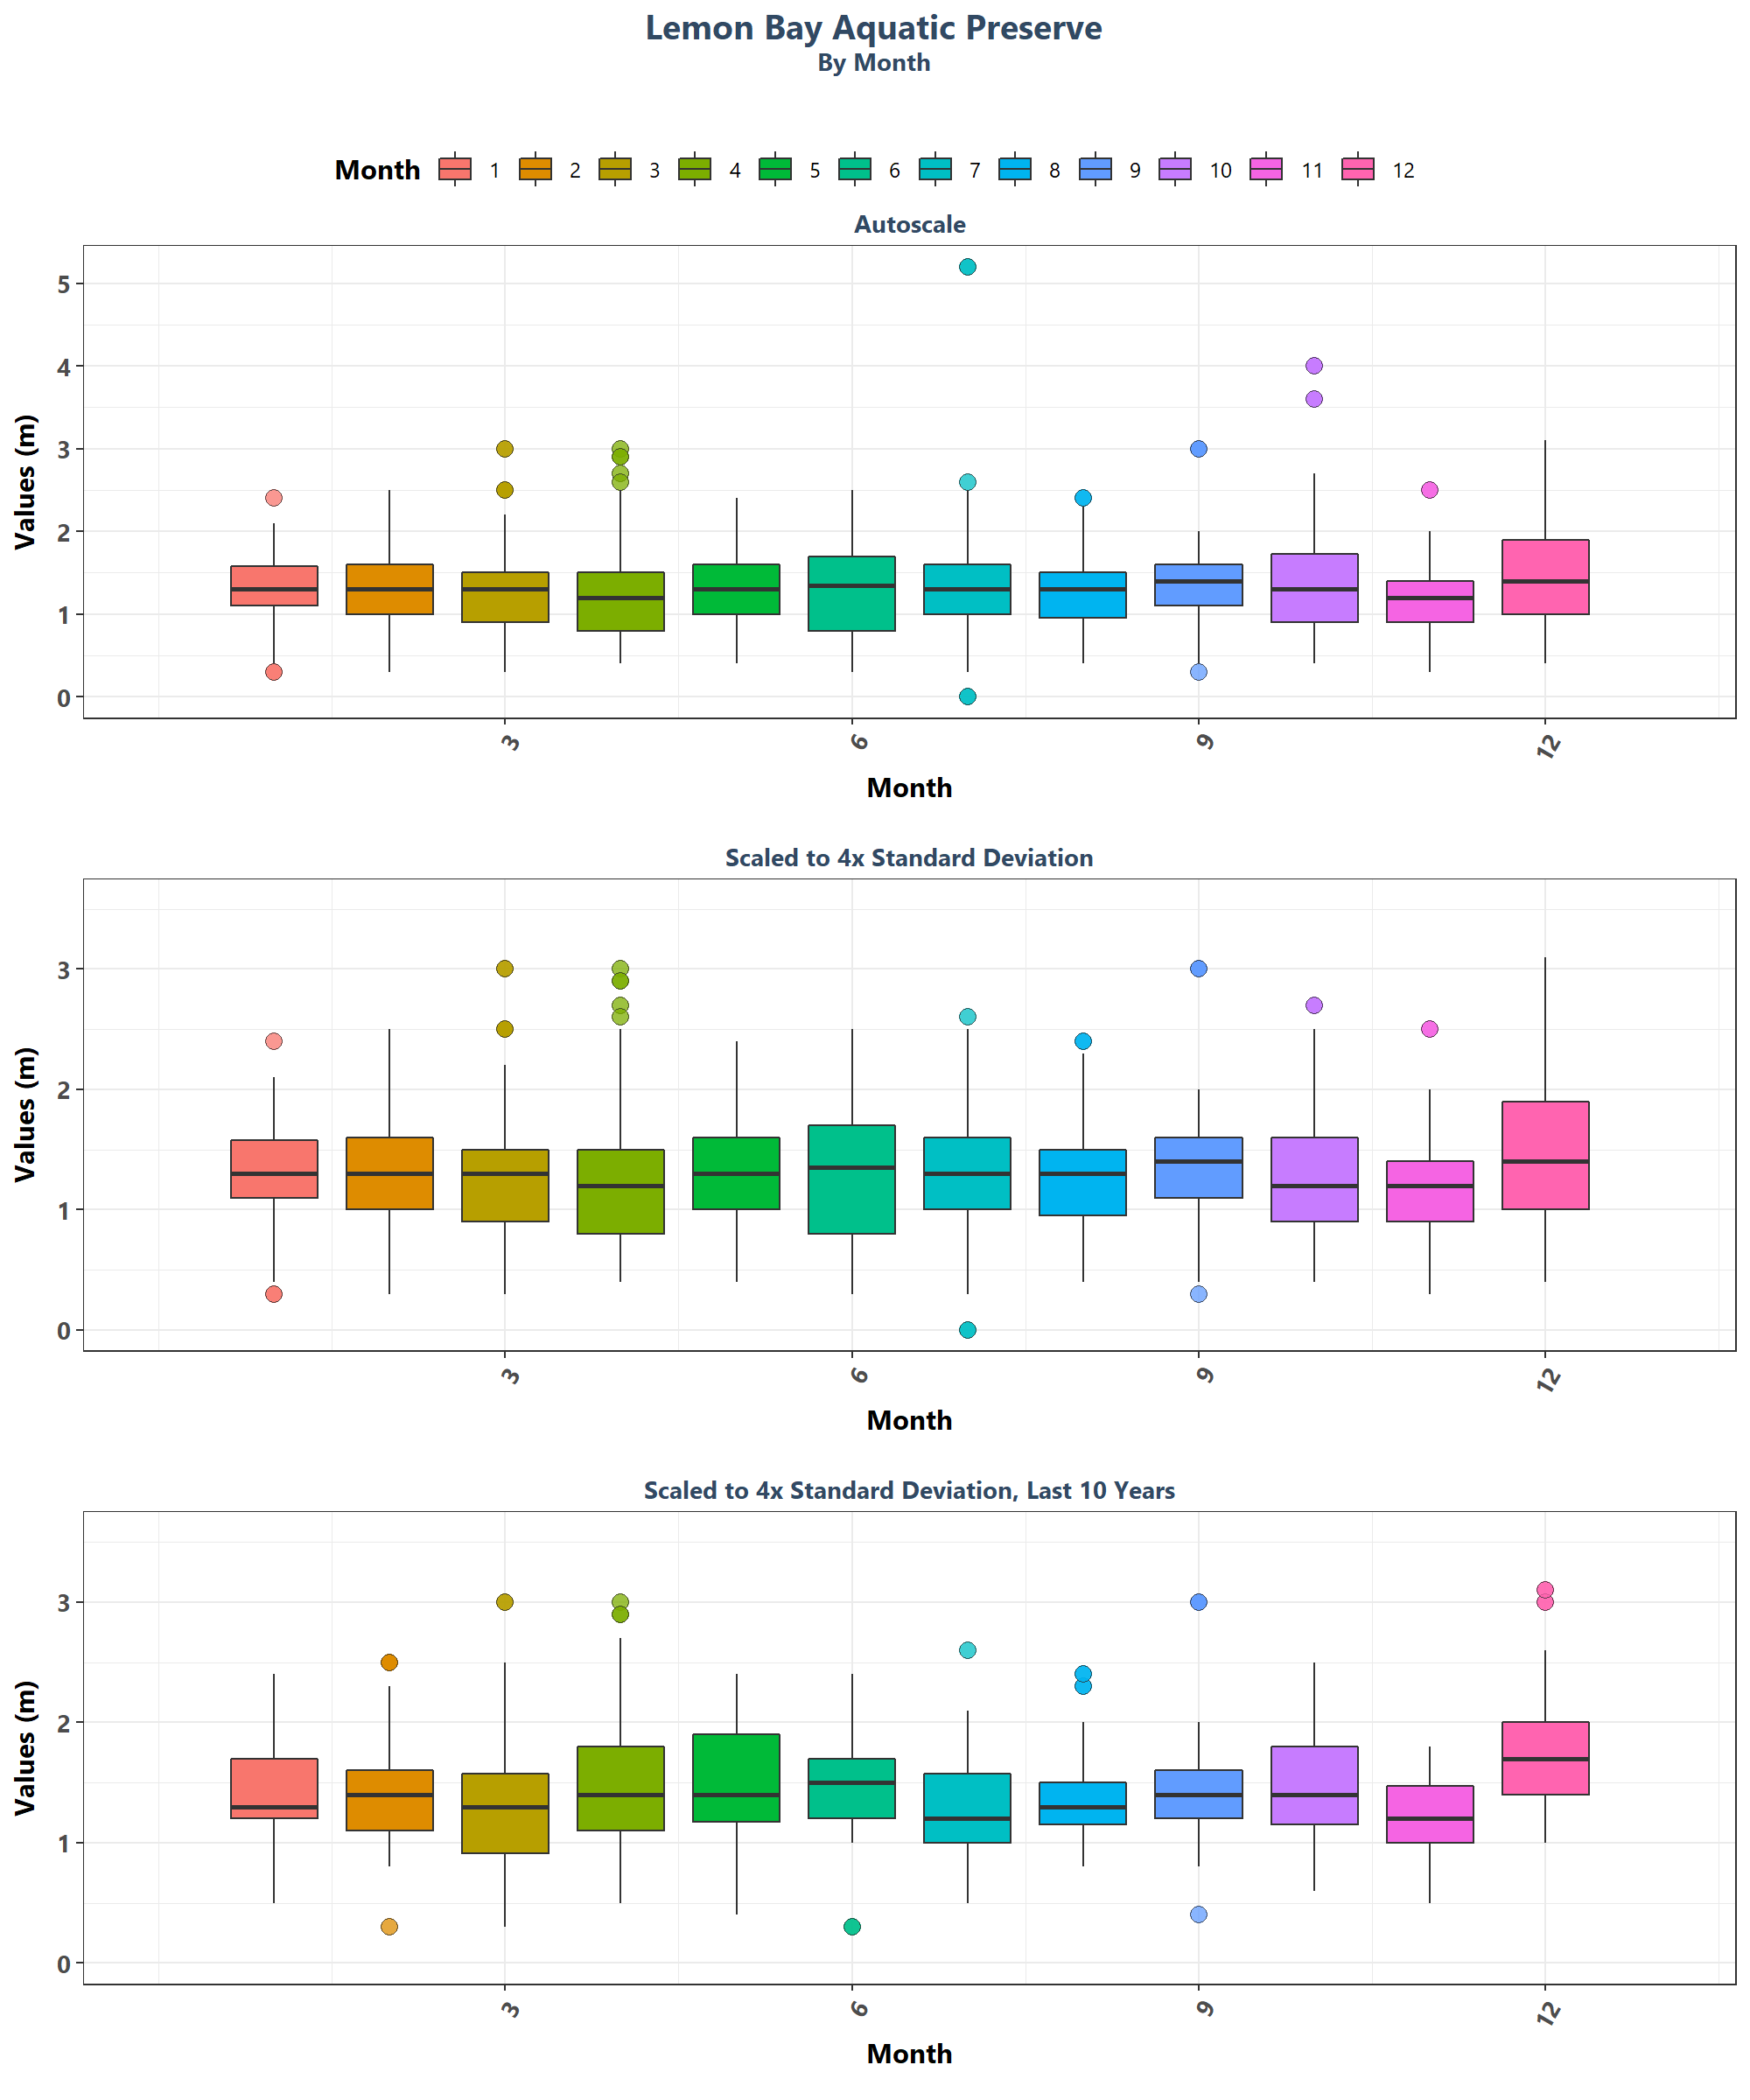 Lemon Bay Aquatic Preserve
By Month
Month 1 2 3 4 5 6 7 8 9 10 11 12
Autoscale
Values (m)
5
4
3
2
1
0
3 6 9 12
Month
Scaled to 4x Standard Deviation
Values (m)
3
2
1
0
3 6 9 12
Month
Scaled to 4x Standard Deviation, Last 10 Years
Values (m)
3
2
1
0
3 6 9 12
Month